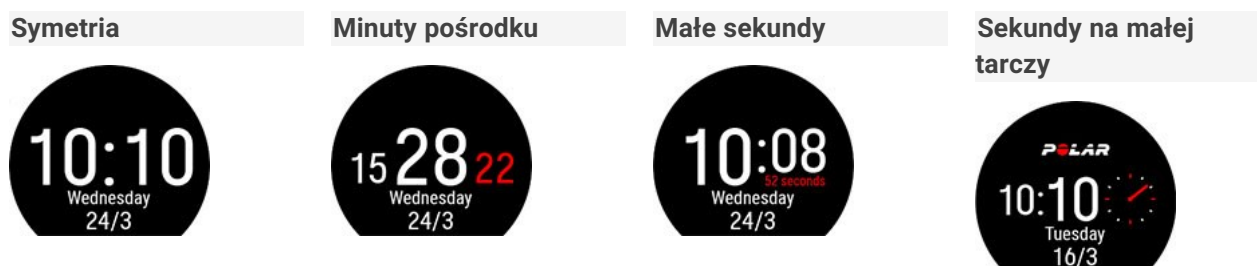 Symetria
10:10
Wednesday
24/3
Minuty pośrodku
15 28 22
Wednesday
24/3
Małe sekundy
10:08
52 seconds
Wednesday
24/3
Sekundy na małej
tarczy
POLAR
10:10
Tuesday
16/3